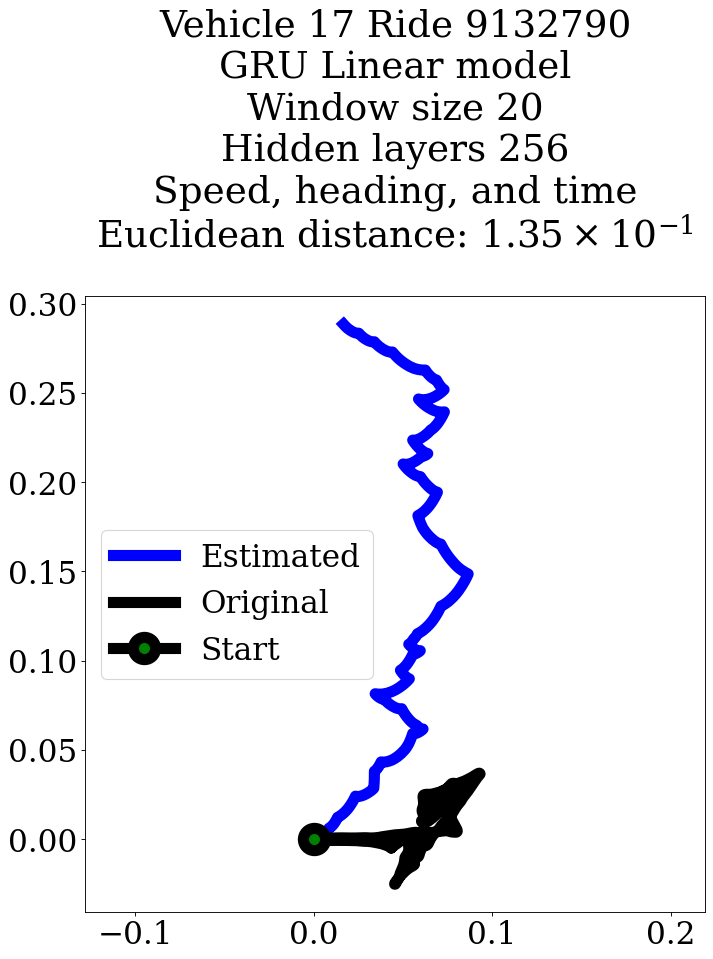 Vehicle 17 Ride 9132790
GRU Linear model
Window size 20
Hidden layers 256
Speed, heading, and time
Euclidean distance: 1.35 × 10⁻¹
0.30
0.25
0.20
0.15
0.10
0.05
0.00
Estimated
Original
Start
−0.1
0.0
0.1
0.2